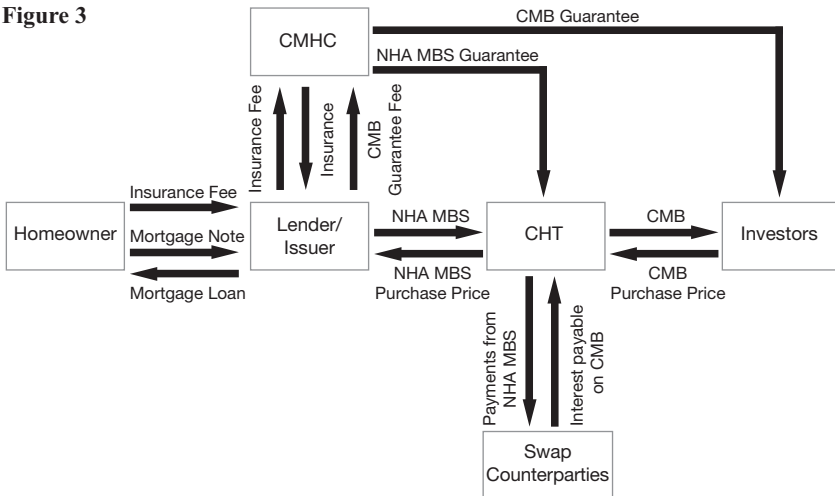 Figure 3
CMB Guarantee
CMHC
NHA MBS Guarantee
Insurance Fee
Insurance
CMB
Guarantee Fee
Insurance Fee
Homeowner
Mortgage Note
Mortgage Loan
Lender/
Issuer
NHA MBS
NHA MBS
Purchase Price
CHT
CMB
CMB
Purchase Price
Investors
Payments from
NHA MBS
Interest payable
on CMB
Swap
Counterparties